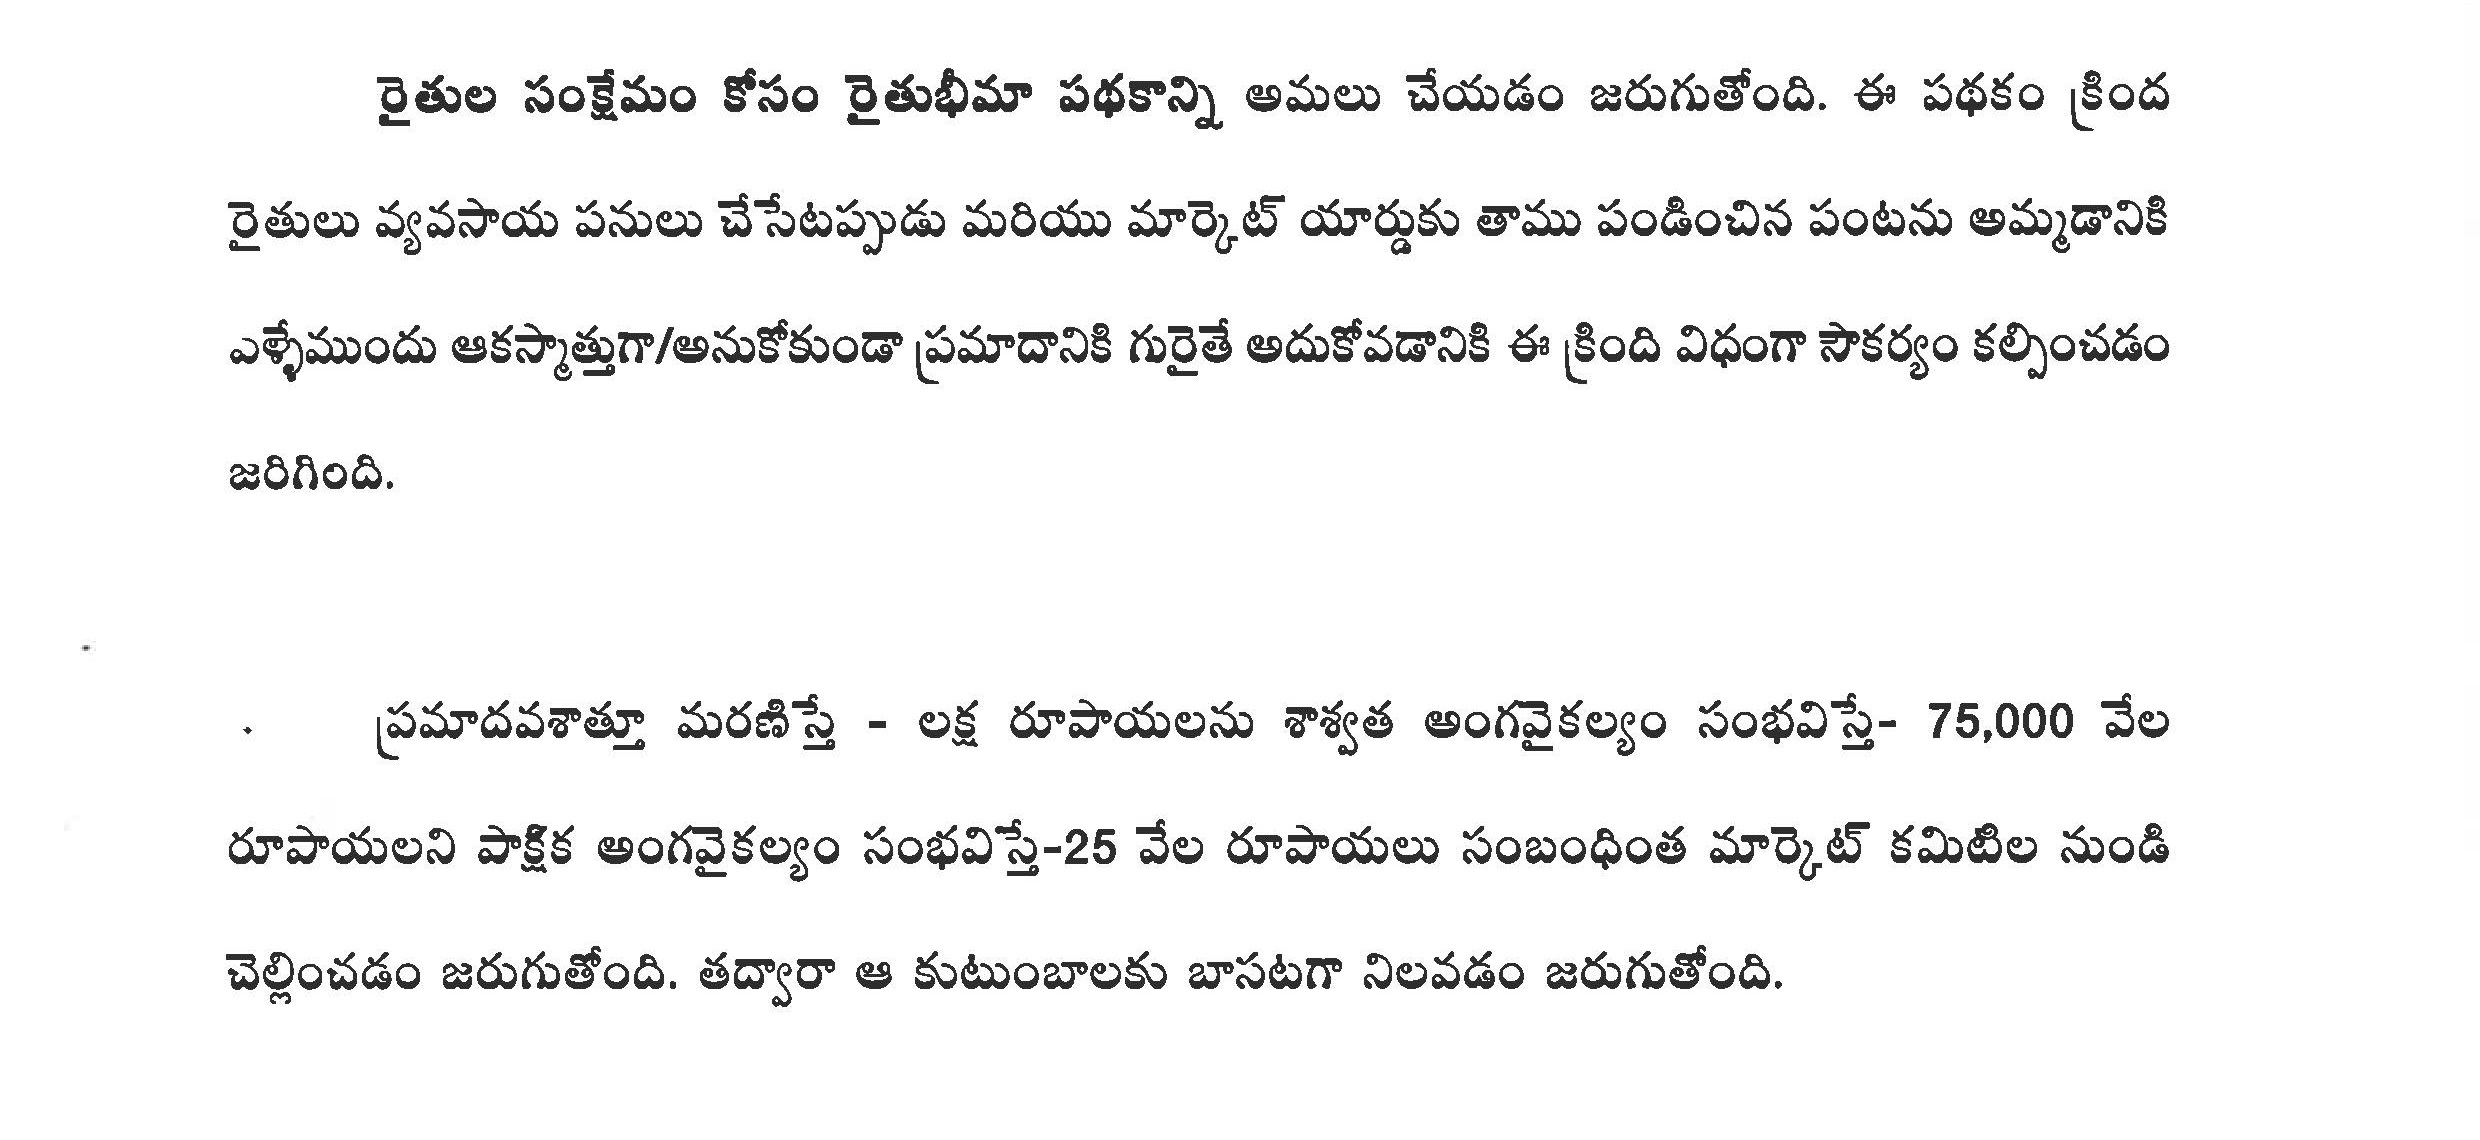 రైతుల సంక్షేమం కోసం రైతుభీమా పథకాన్ని అమలు చేయడం జరుగుతోంది. ఈ పథకం క్రింద
రైతులు వ్యవసాయ పనులు చేసేటప్పుడు మరియు మార్కెట్ యార్డుకు తాము పండించిన పంటను అమ్మడానికి
ఎళ్ళేముందు ఆకస్మాత్తుగా/అనుకోకుండా ప్రమాదానికి గురైతే అదుకోవడానికి ఈ క్రింది విధంగా సౌకర్యం కల్పించడం
జరిగింది.
ప్రమాదవశాత్తూ మరణిస్తే - లక్ష రూపాయలను శాశ్వత అంగవైకల్యం సంభవిస్తే- 75,000 వేల
రూపాయలని పాక్షిక అంగవైకల్యం సంభవిస్తే-25 వేల రూపాయలు సంబంధింత మార్కెట్ కమిటీల నుండి
చెల్లించడం జరుగుతోంది. తద్వారా ఆ కుటుంబాలకు బాసటగా నిలవడం జరుగుతోంది.